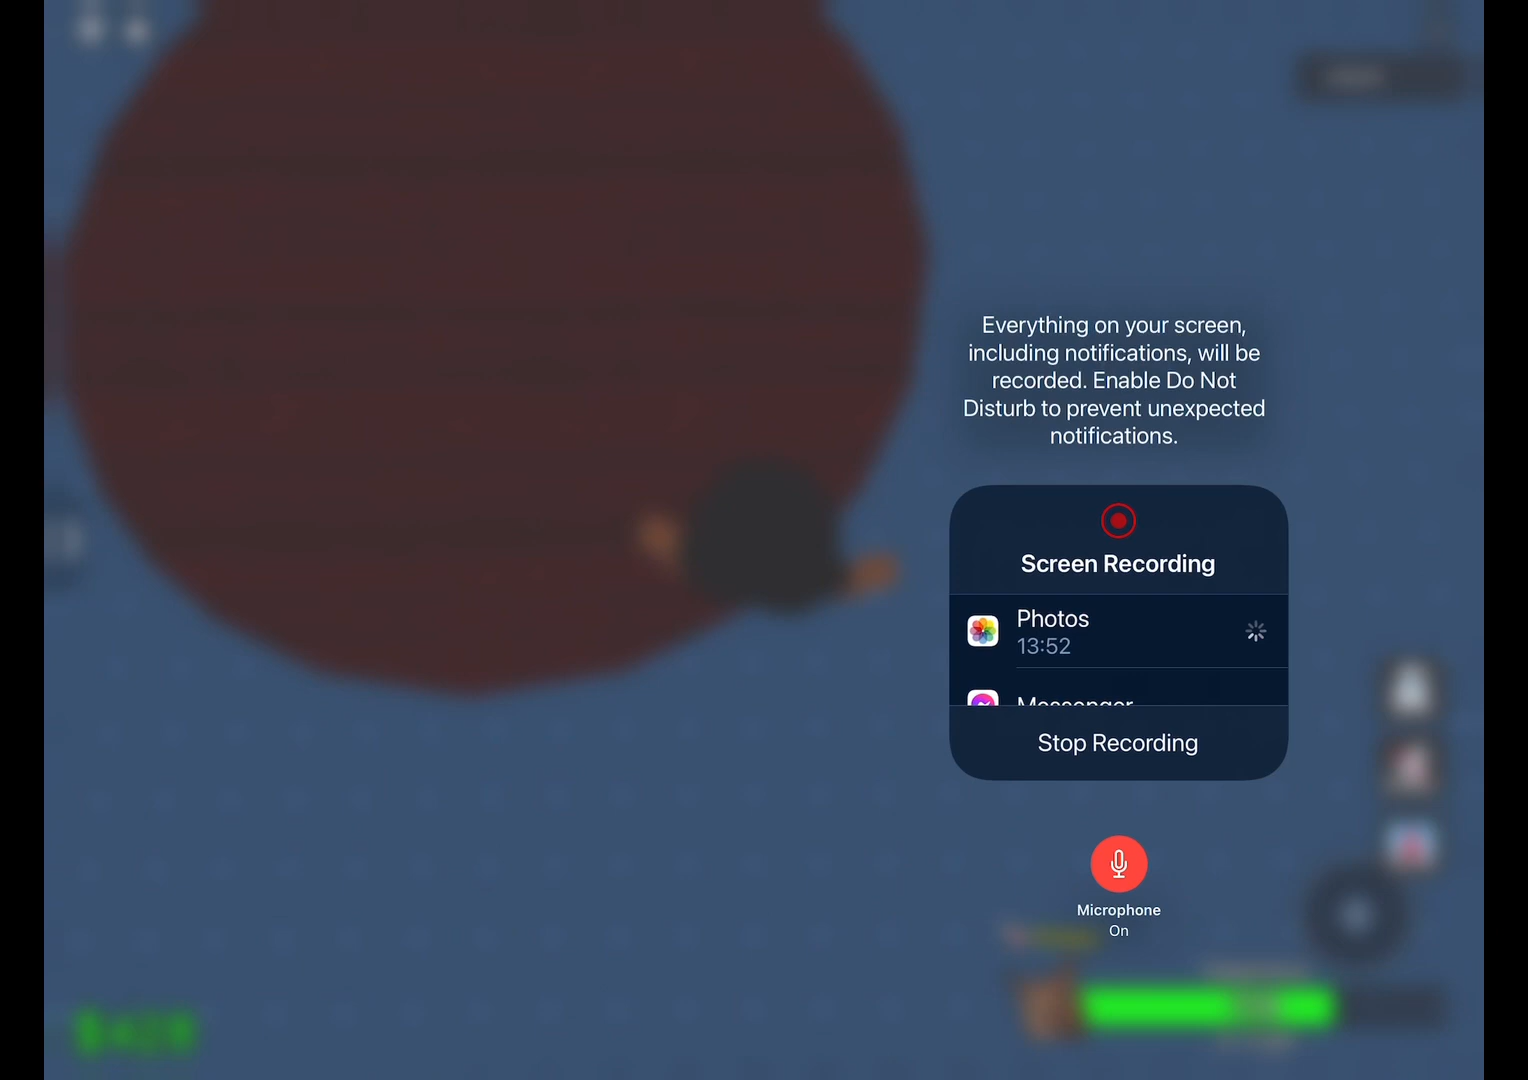 Everything on your screen,
including notifications, will be
recorded. Enable Do Not
Disturb to prevent unexpected
notifications.
Screen Recording
Photos
13:52
Messenger
Stop Recording
Microphone
On